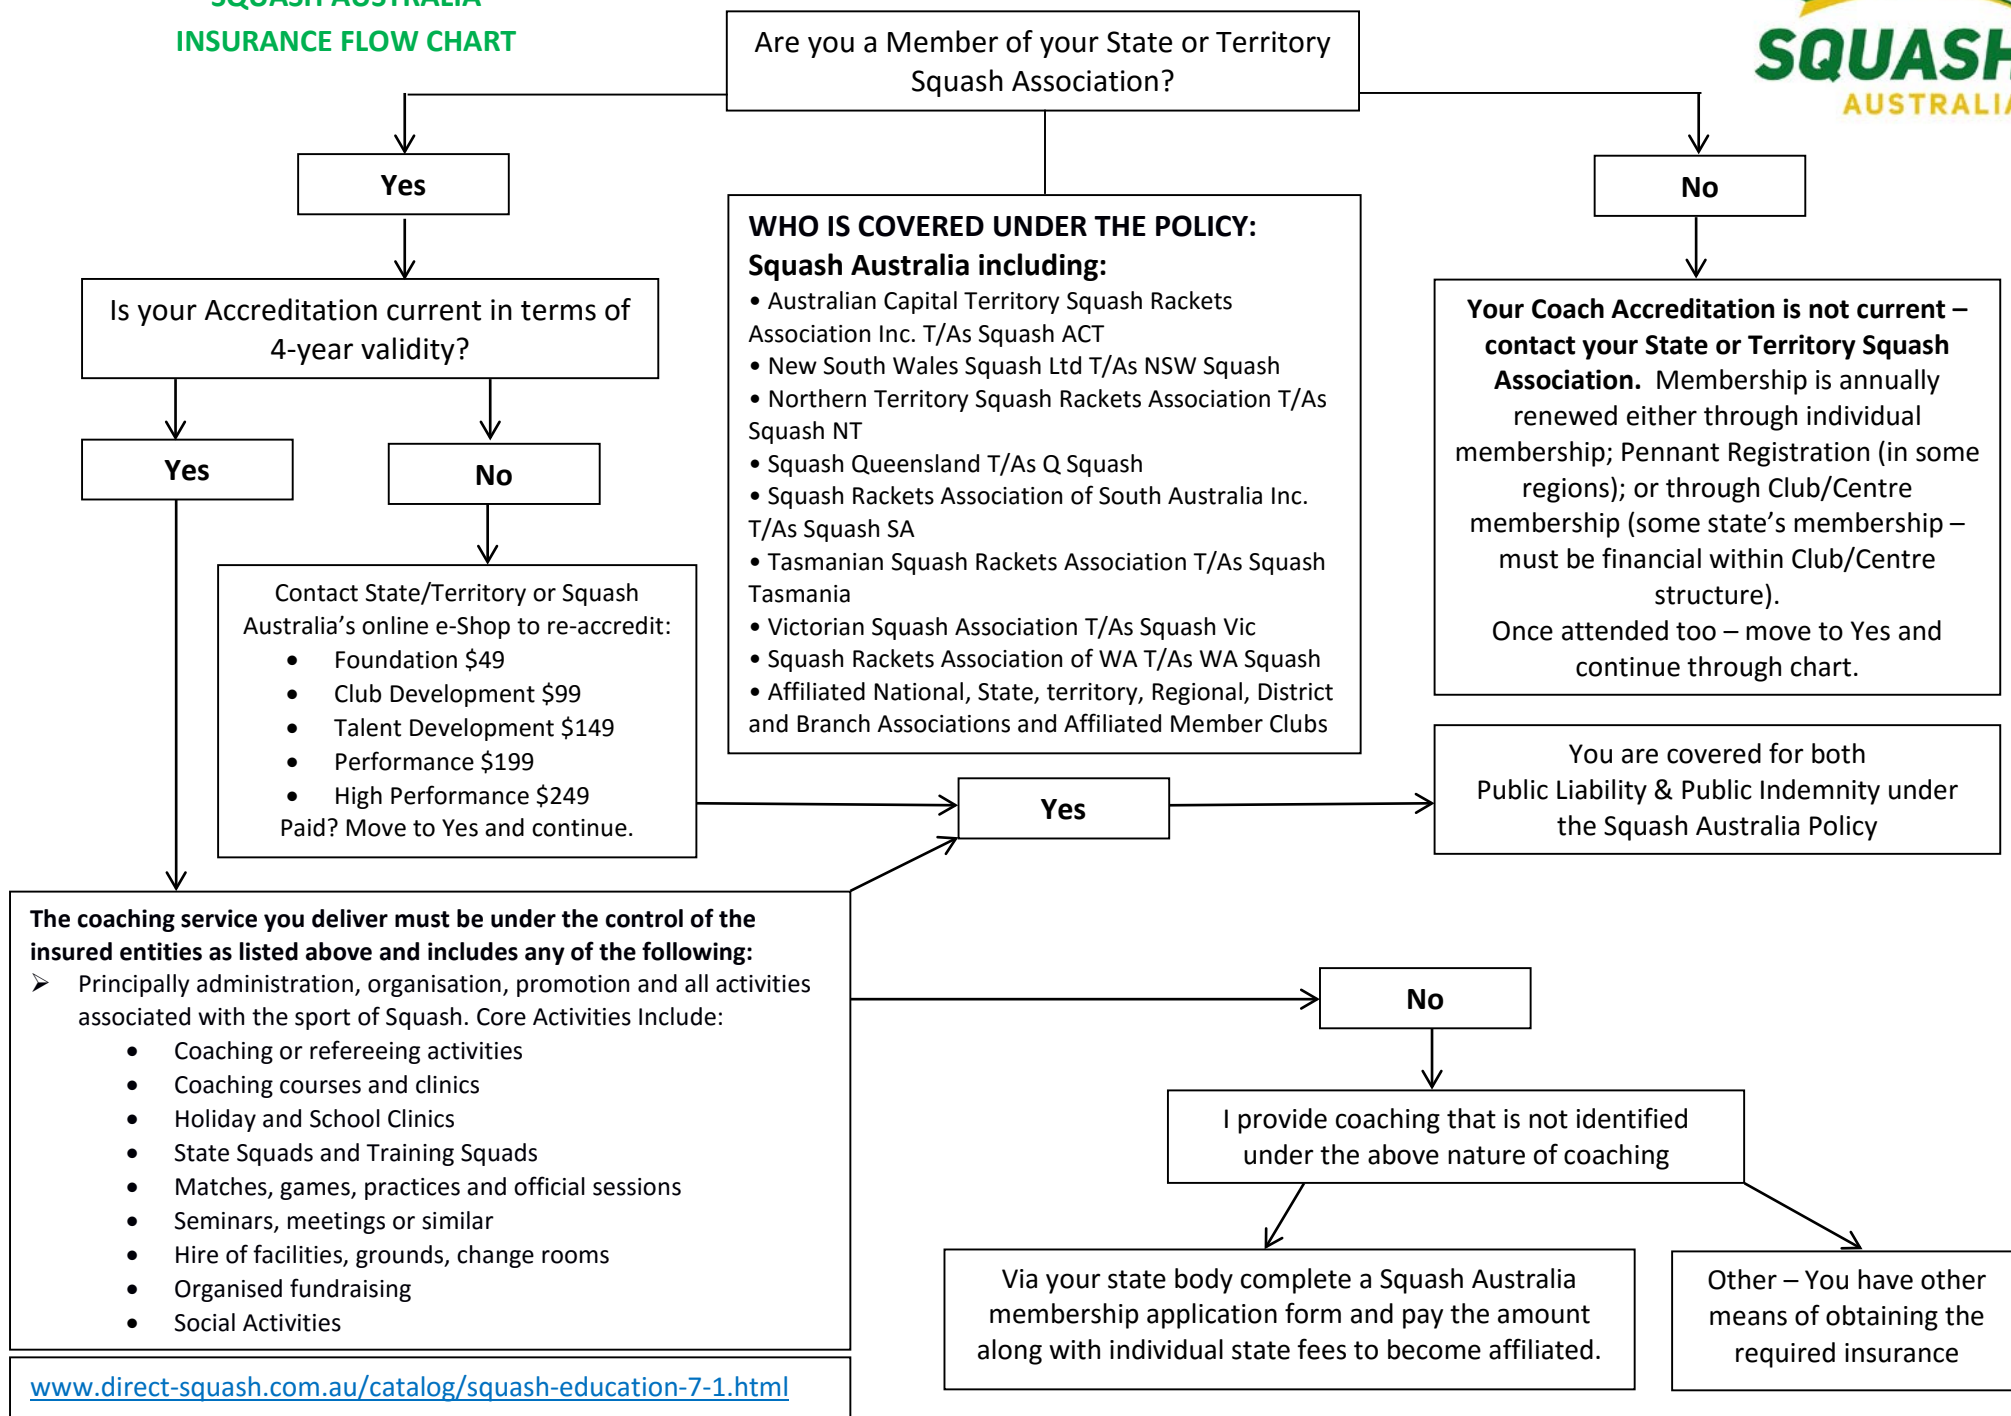 SQUASH AUSTRALIA
INSURANCE FLOW CHART
SQUASH
AUSTRALIA
Are you a Member of your State or Territory
Squash Association?
Yes
No
Is your Accreditation current in terms of
4-year validity?
Yes
No
Contact State/Territory or Squash
Australia’s online e-Shop to re-accredit:
• Foundation $49
• Club Development $99
• Talent Development $149
• Performance $199
• High Performance $249
Paid? Move to Yes and continue.
WHO IS COVERED UNDER THE POLICY:
Squash Australia including:
• Australian Capital Territory Squash Rackets
Association Inc. T/As Squash ACT
• New South Wales Squash Ltd T/As NSW Squash
• Northern Territory Squash Rackets Association T/As
Squash NT
• Squash Queensland T/As Q Squash
• Squash Rackets Association of South Australia Inc.
T/As Squash SA
• Tasmanian Squash Rackets Association T/As Squash
Tasmania
• Victorian Squash Association T/As Squash Vic
• Squash Rackets Association of WA T/As WA Squash
• Affiliated National, State, territory, Regional, District
and Branch Associations and Affiliated Member Clubs
Your Coach Accreditation is not current –
contact your State or Territory Squash
Association. Membership is annually
renewed either through individual
membership; Pennant Registration (in some
regions); or through Club/Centre
membership (some state’s membership –
must be financial within Club/Centre
structure).
Once attended too – move to Yes and
continue through chart.
Yes
You are covered for both
Public Liability & Public Indemnity under
the Squash Australia Policy
The coaching service you deliver must be under the control of the
insured entities as listed above and includes any of the following:
➢ Principally administration, organisation, promotion and all activities
associated with the sport of Squash. Core Activities Include:
• Coaching or refereeing activities
• Coaching courses and clinics
• Holiday and School Clinics
• State Squads and Training Squads
• Matches, games, practices and official sessions
• Seminars, meetings or similar
• Hire of facilities, grounds, change rooms
• Organised fundraising
• Social Activities
www.direct-squash.com.au/catalog/squash-education-7-1.html
No
I provide coaching that is not identified
under the above nature of coaching
Via your state body complete a Squash Australia
membership application form and pay the amount
along with individual state fees to become affiliated.
Other – You have other
means of obtaining the
required insurance